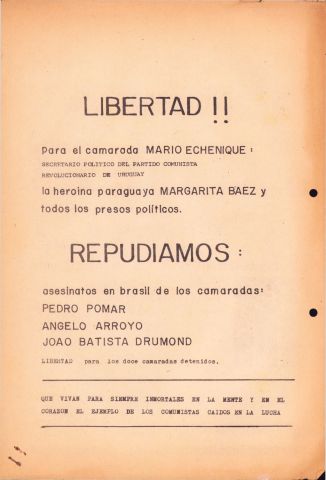 LIBERTAD !!
Para el camarada MARIO ECHENIQUE:
SECRETARIO POLITICO DEL PARTIDO COMUNISTA
REVOLUCIONARIO DE URUGUAY
la heroina paraguaya MARGARITA BAEZ y
todos los presos políticos.
REPUDIAMOS:
asesinatos en brasil de los camaradas:
PEDRO POMAR
ANGELO ARROYO
JOAO BATISTA DRUMOND
LIBERTAD para los doce camaradas detenidos.
QUE VIVAN PARA SIEMPRE INMORTALES EN LA MENTE Y EN EL
CORAZON EL EJEMPLO DE LOS COMUNISTAS CAIDOS EN LA LUCHA